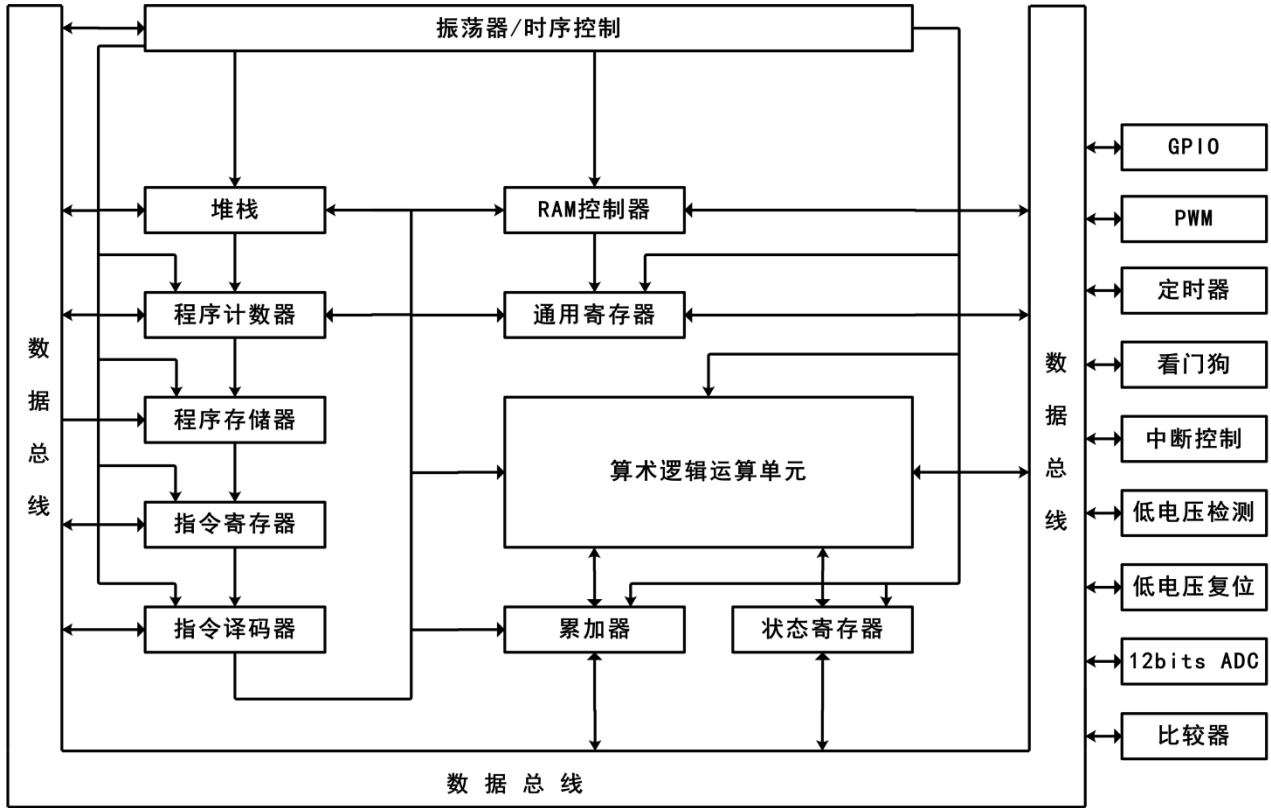 振荡器/时序控制
堆栈
RAM控制器
程序计数器
通用寄存器
程序存储器
算术逻辑运算单元
指令寄存器
指令译码器
累加器
状态寄存器
数据总线
数据总线
数据总线
GPIO
PWM
定时器
看门狗
中断控制
低电压检测
低电压复位
12bits ADC
比较器